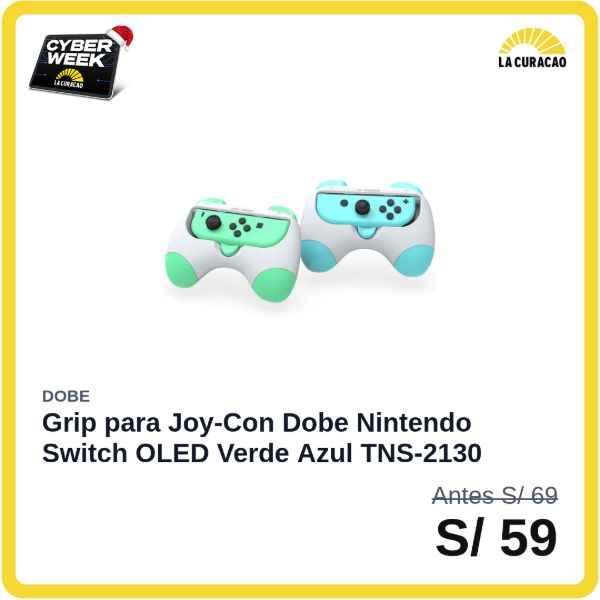 CYBER
WEEK
LA CURACAO
LA CURACAO
DOBE
Grip para Joy-Con Dobe Nintendo
Switch OLED Verde Azul TNS-2130
Antes S/ 69
S/ 59